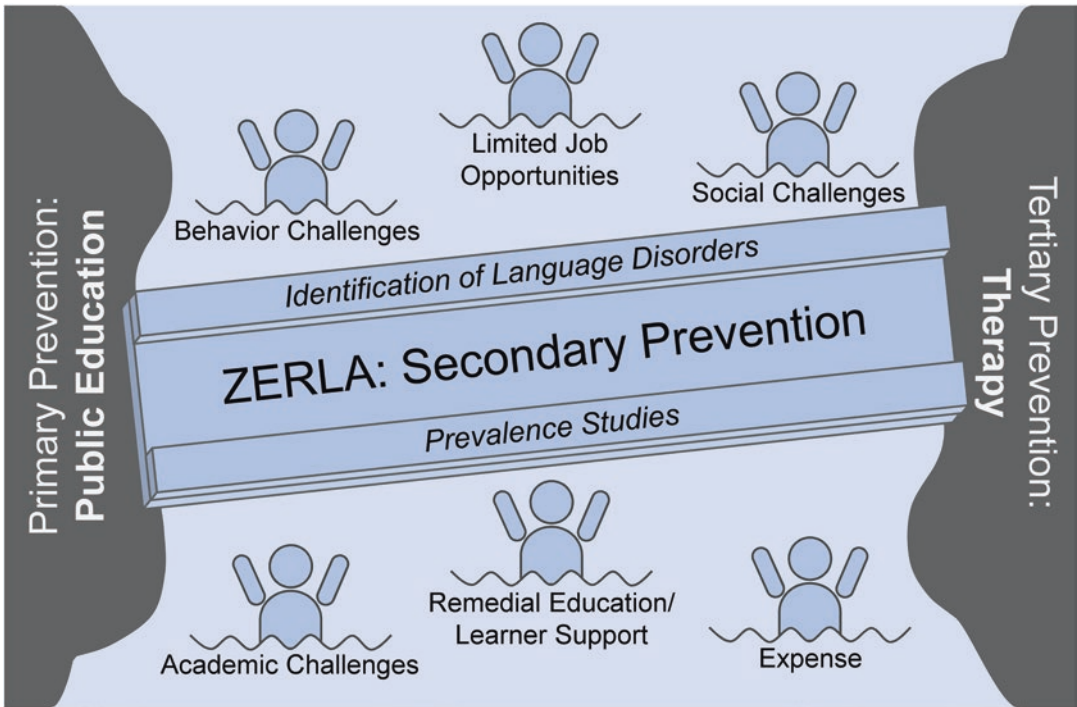 Primary Prevention:
Public Education
Behavior Challenges
Limited Job
Opportunities
Social Challenges
Identification of Language Disorders
ZERLA: Secondary Prevention
Prevalence Studies
Academic Challenges
Remedial Education/
Learner Support
Expense
Tertiary Prevention:
Therapy